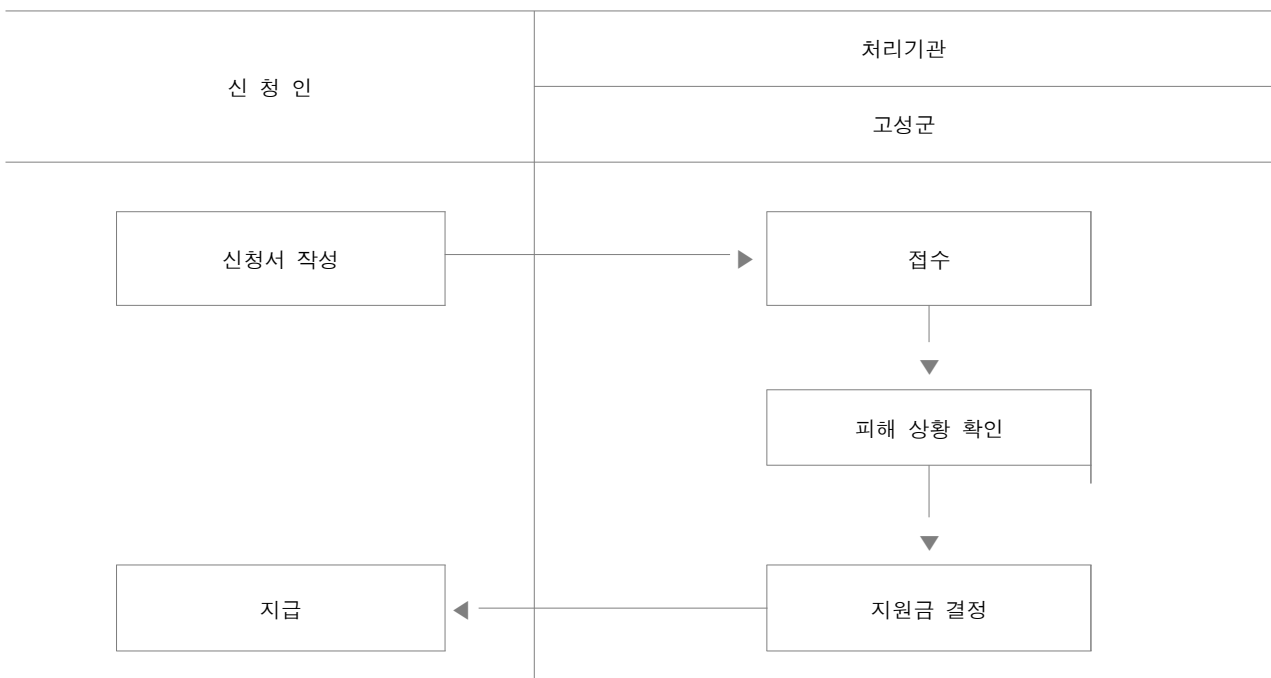 신 청 인
처리기관
고성군
신청서 작성
접수
피해 상황 확인
지급
지원금 결정